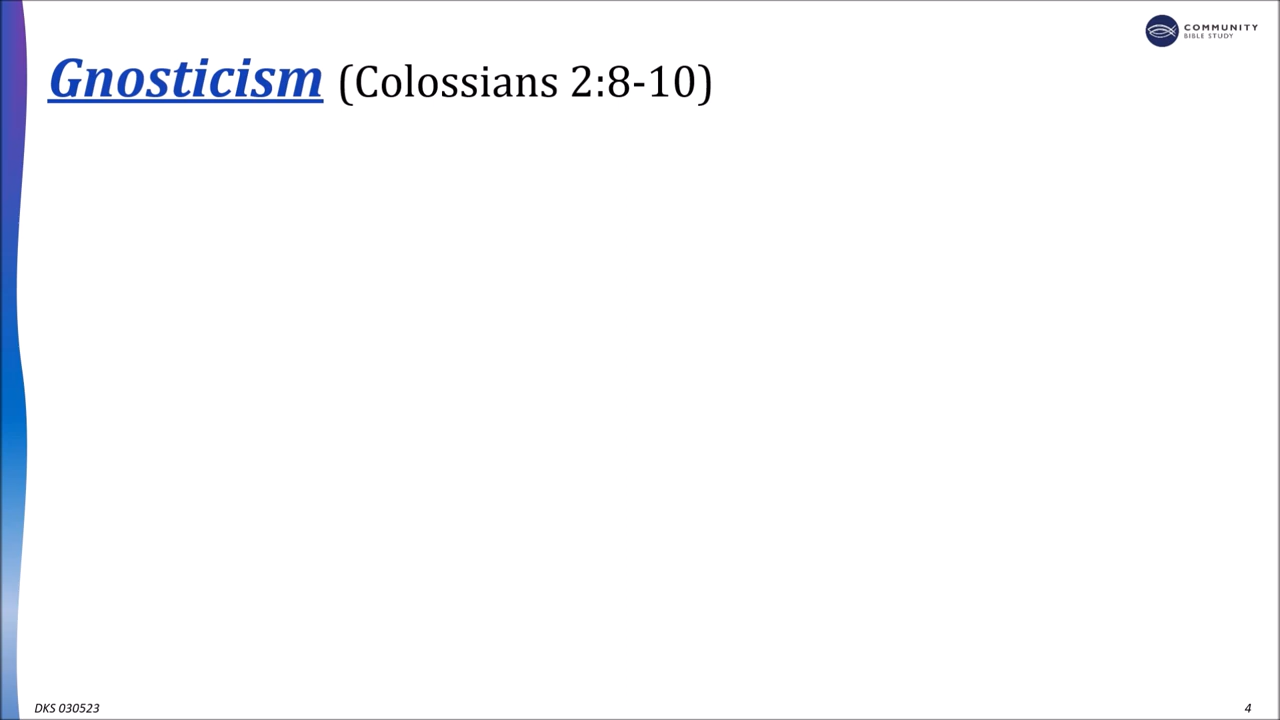 COMMUNITY
BIBLE STUDY
Gnosticism (Colossians 2:8-10)
DKS 030523
4